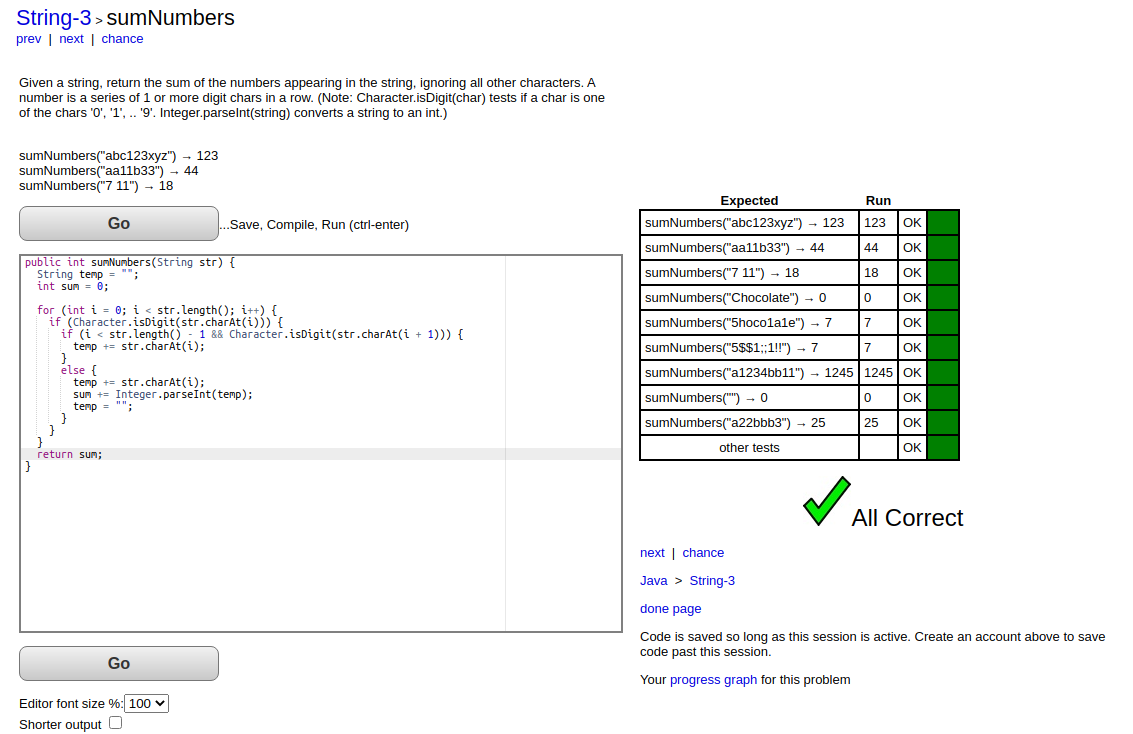 String-3 > sumNumbers
prev | next | chance
Given a string, return the sum of the numbers appearing in the string, ignoring all other characters. A
number is a series of 1 or more digit chars in a row. (Note: Character.isDigit(char) tests if a char is one
of the chars '0', '1', .. '9'. Integer.parseInt(string) converts a string to an int.)
sumNumbers("abc123xyz") → 123
sumNumbers("aa11b33") → 44
sumNumbers("7 11") → 18
Go ...Save, Compile, Run (ctrl-enter)
public int sumNumbers(String str) {
  String temp = "";
  int sum = 0;

  for (int i = 0; i < str.length(); i++) {
    if (Character.isDigit(str.charAt(i))) {
      if (i < str.length() - 1 && Character.isDigit(str.charAt(i + 1))) {
        temp += str.charAt(i);
      }
      else {
        temp += str.charAt(i);
        sum += Integer.parseInt(temp);
        temp = "";
      }
    }
  }
  return sum;
}
Go
Editor font size %: 100
Shorter output
Expected Run
sumNumbers("abc123xyz") → 123 123 OK
sumNumbers("aa11b33") → 44 44 OK
sumNumbers("7 11") → 18 18 OK
sumNumbers("Chocolate") → 0 0 OK
sumNumbers("5hoco1a1e") → 7 7 OK
sumNumbers("5$$1;;1!!") → 7 7 OK
sumNumbers("a1234bb11") → 1245 1245 OK
sumNumbers("") → 0 0 OK
sumNumbers("a22bbb3") → 25 25 OK
other tests OK
All Correct
next | chance
Java > String-3
done page
Code is saved so long as this session is active. Create an account above to save
code past this session.
Your progress graph for this problem